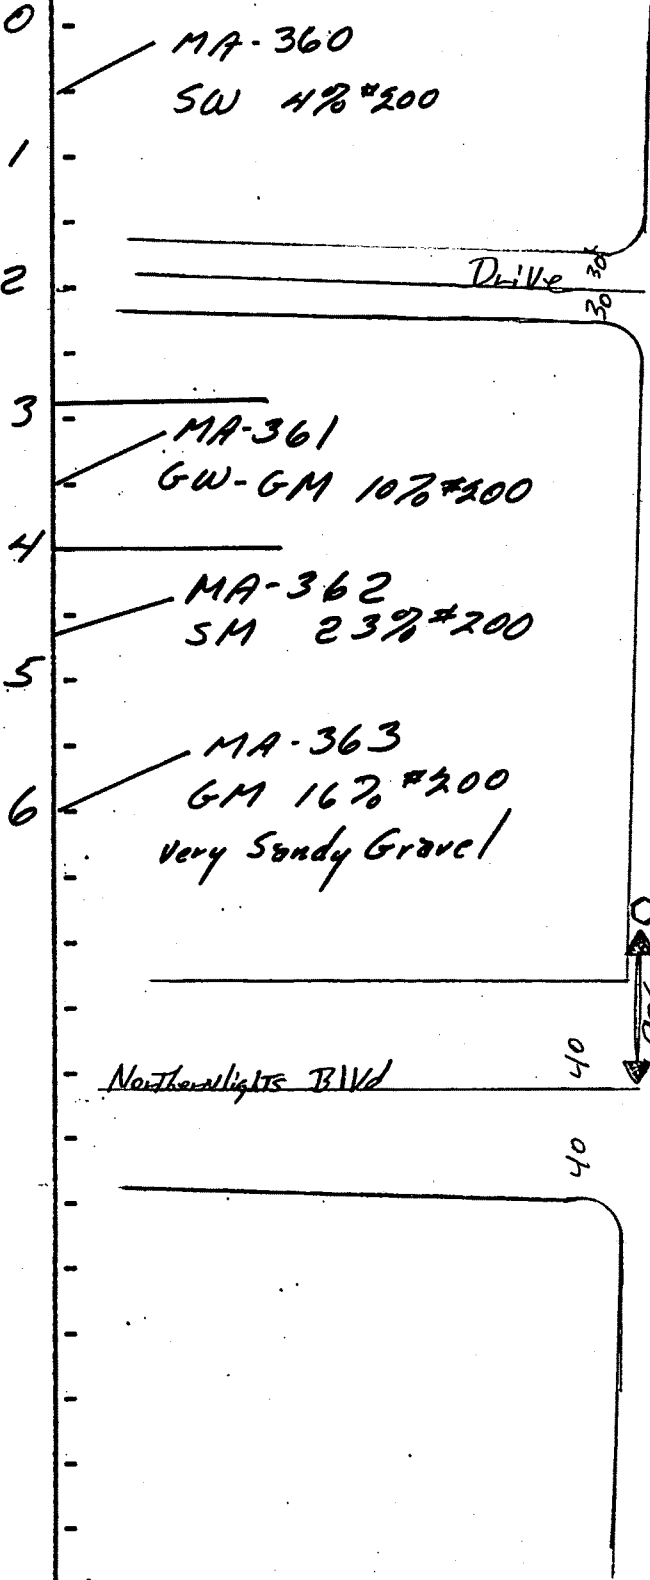 0
MA-360
SW 4% #200
1
2
Drive
30
30
3
MA-361
GW-GM 10% #200
4
MA-362
SM 23% #200
5
MA-363
GM 16% #200
6
very Sandy Gravel
40
Northernlights Blvd
40